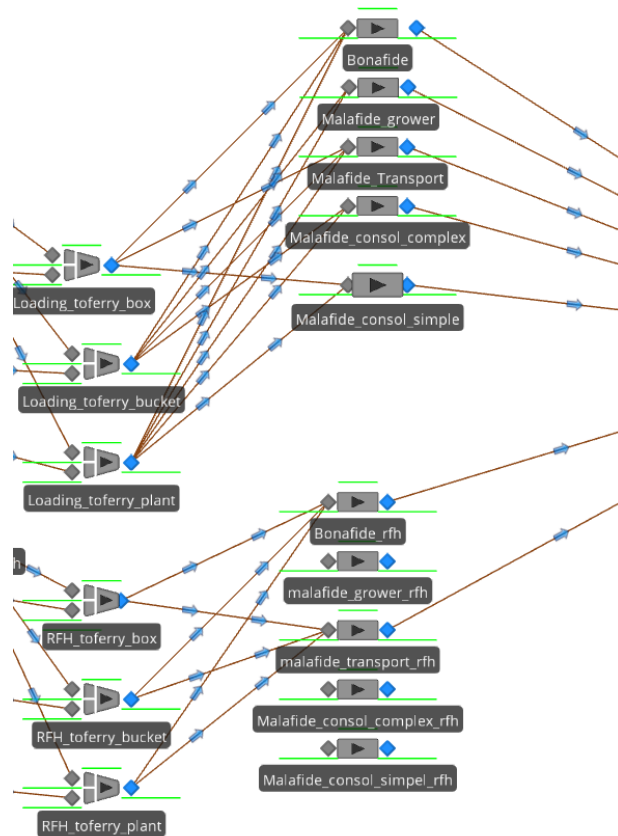 Bonafide
Malafide_grower
Malafide_Transport
Malafide_consol_complex
Loading_toferry_box
Malafide_consol_simple
Loading_toferry_bucket
Loading_toferry_plant
Bonafide_rfh
h
malafide_grower_rfh
RFH_toferry_box
malafide_transport_rfh
Malafide_consol_complex_rfh
RFH_toferry_bucket
Malafide_consol_simpel_rfh
RFH_toferry_plant